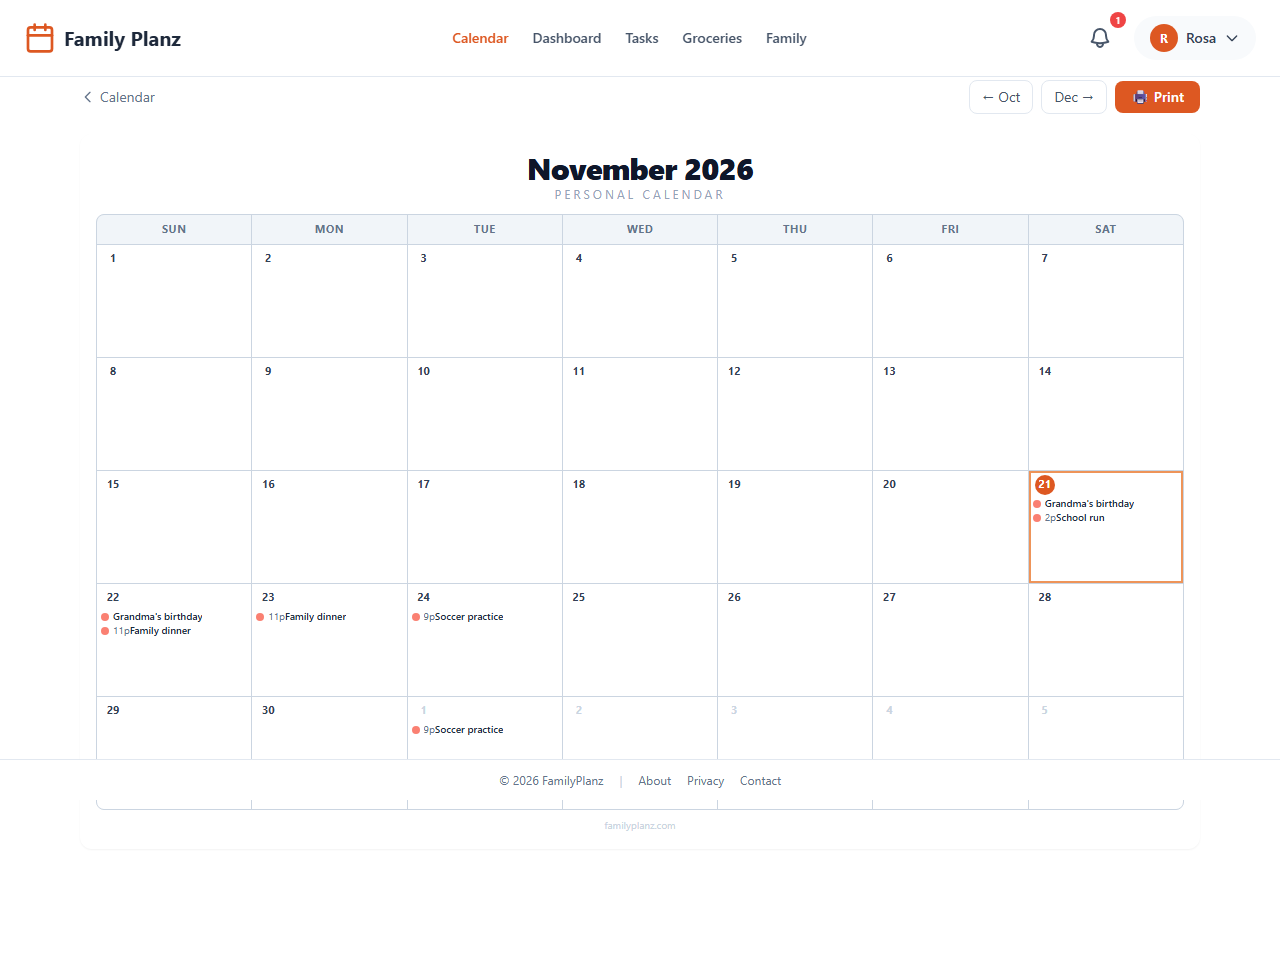 Family Planz
Calendar Dashboard Tasks Groceries Family
1
R Rosa
Calendar
← Oct
Dec →
Print
November 2026
PERSONAL CALENDAR
SUN MON TUE WED THU FRI SAT
1 2 3 4 5 6 7
8 9 10 11 12 13 14
15 16 17 18 19 20 21
Grandma's birthday
2pSchool run
22 23 24 25 26 27 28
Grandma's birthday 11pFamily dinner 9pSoccer practice
11pFamily dinner
29 30 1 2 3 4 5
9pSoccer practice
© 2026 FamilyPlanz | About Privacy Contact
familyplanz.com